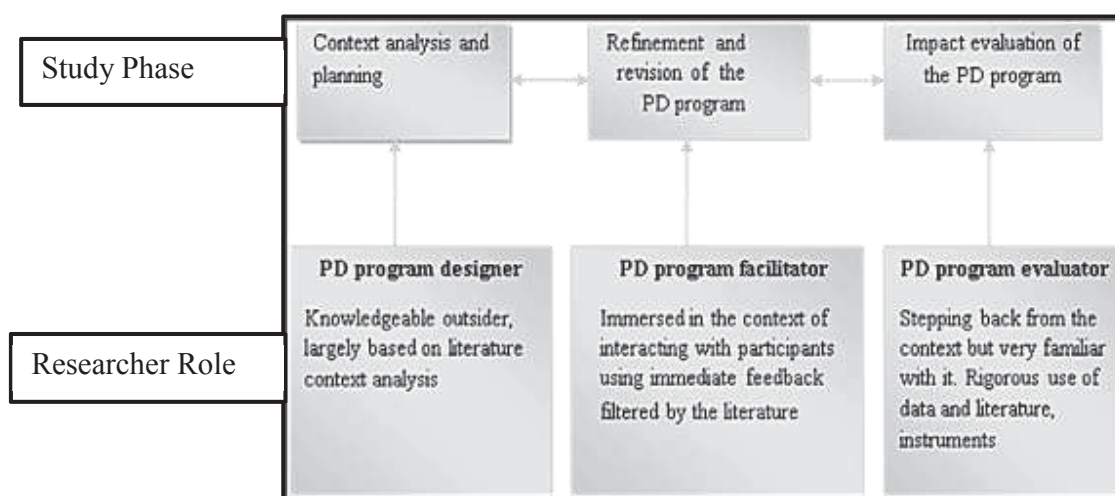 Study Phase
Context analysis and
planning
Refinement and
revision of the
PD program
Impact evaluation of
the PD program
Researcher Role
PD program designer
Knowledgeable outsider,
largely based on literature
context analysis
PD program facilitator
Immersed in the context of
interacting with participants
using immediate feedback
filtered by the literature
PD program evaluator
Stepping back from the
context but very familiar
with it. Rigorous use of
data and literature,
instruments